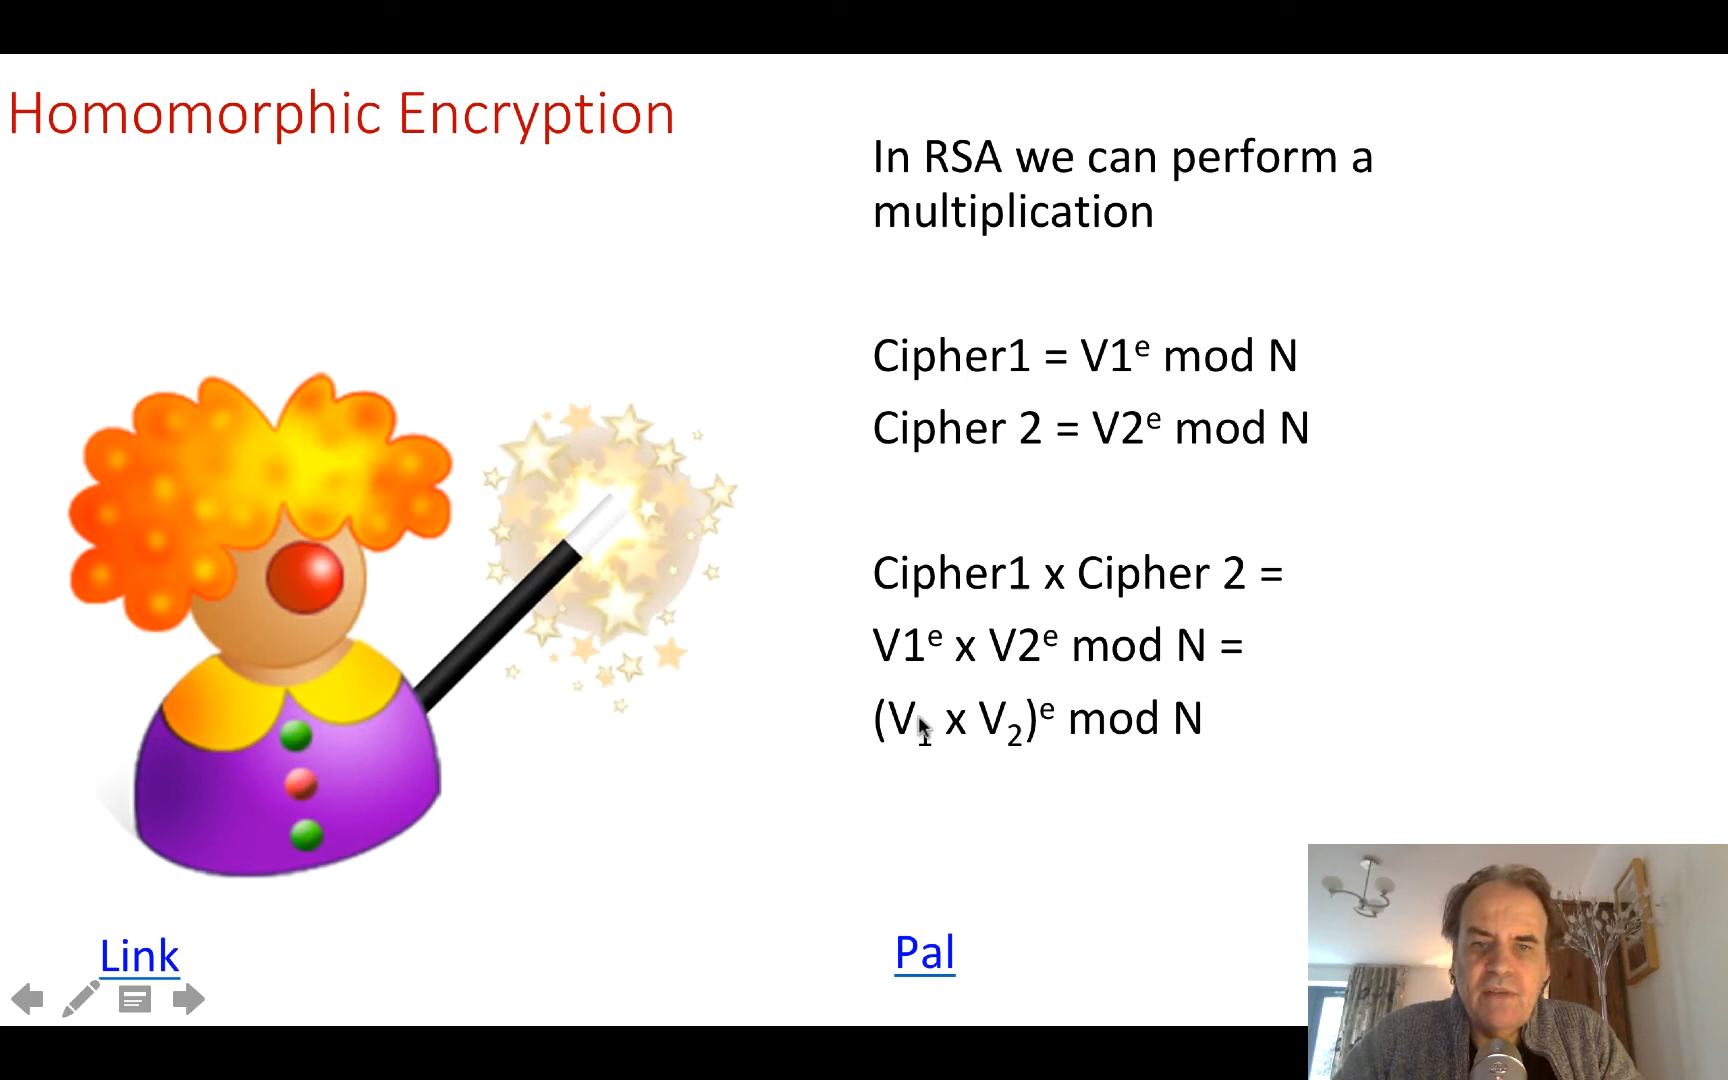 Homomorphic Encryption
In RSA we can perform a
multiplication
Cipher1 = V1ᵉ mod N
Cipher 2 = V2ᵉ mod N
Cipher1 x Cipher 2 =
V1ᵉ x V2ᵉ mod N =
(V₁ x V₂)ᵉ mod N
Link
Pal